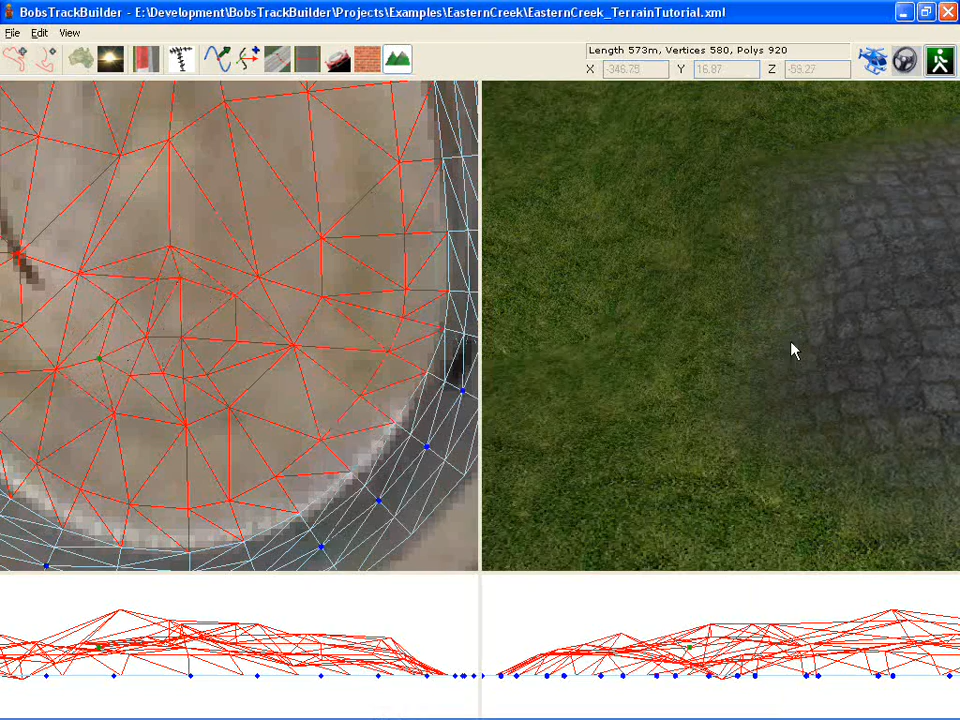 BobsTrackBuilder - E:\Development\BobsTrackBuilder\Projects\Examples\EasternCreek\EasternCreek_TerrainTutorial.xml
File Edit View
Length 573m, Vertices 580, Polys 920
X -346.75 Y 16.87 Z -59.27